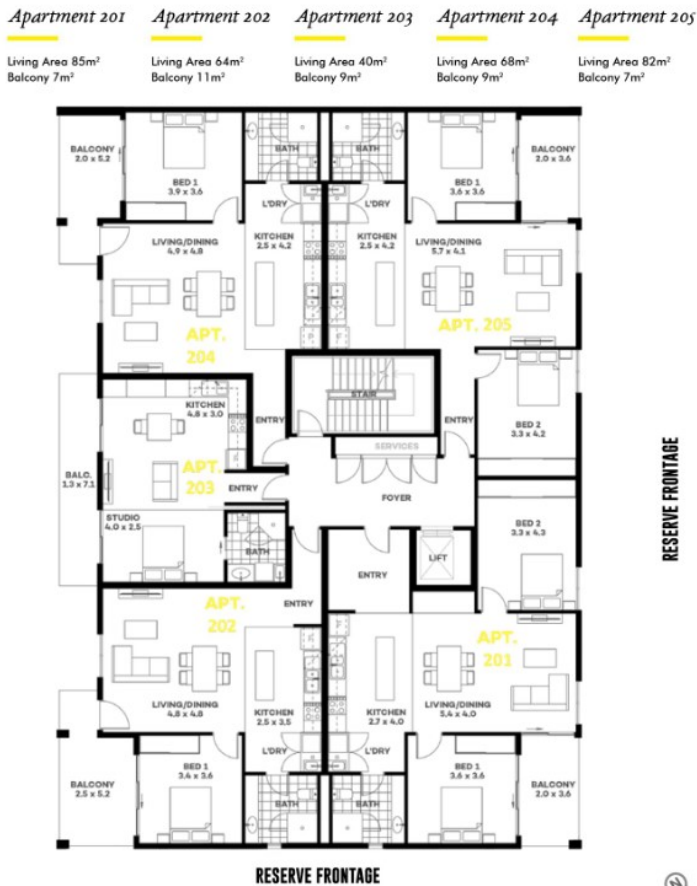 Apartment 201
Living Area 85m²
Balcony 7m²
Apartment 202
Living Area 64m²
Balcony 11m²
Apartment 203
Living Area 40m²
Balcony 9m²
Apartment 204
Living Area 68m²
Balcony 9m²
Apartment 205
Living Area 82m²
Balcony 7m²
BALCONY
2.0 x 5.2
BED 1
3.9 x 3.6
BATH
BATH
BED 1
3.6 x 3.6
BALCONY
2.0 x 3.6
L'DRY
L'DRY
LIVING/DINING
4.9 x 4.8
KITCHEN
2.5 x 4.2
KITCHEN
2.5 x 4.2
LIVING/DINING
5.7 x 4.1
APT.
204
APT. 205
STAIR
KITCHEN
4.8 x 3.0
ENTRY
ENTRY
BED 2
3.3 x 4.2
SERVICES
BALC.
1.3 x 7.1
APT.
203
ENTRY
FOYER
STUDIO
4.0 x 2.5
BATH
BED 2
3.3 x 4.3
LIFT
ENTRY
RESERVE FRONTAGE
APT.
202
ENTRY
APT.
201
LIVING/DINING
4.8 x 4.8
KITCHEN
2.5 x 3.5
KITCHEN
2.7 x 4.0
LIVING/DINING
5.4 x 4.0
L'DRY
L'DRY
BALCONY
2.5 x 5.2
BED 1
3.4 x 3.6
BATH
BATH
BED 1
3.6 x 3.6
BALCONY
2.0 x 3.6
RESERVE FRONTAGE
N